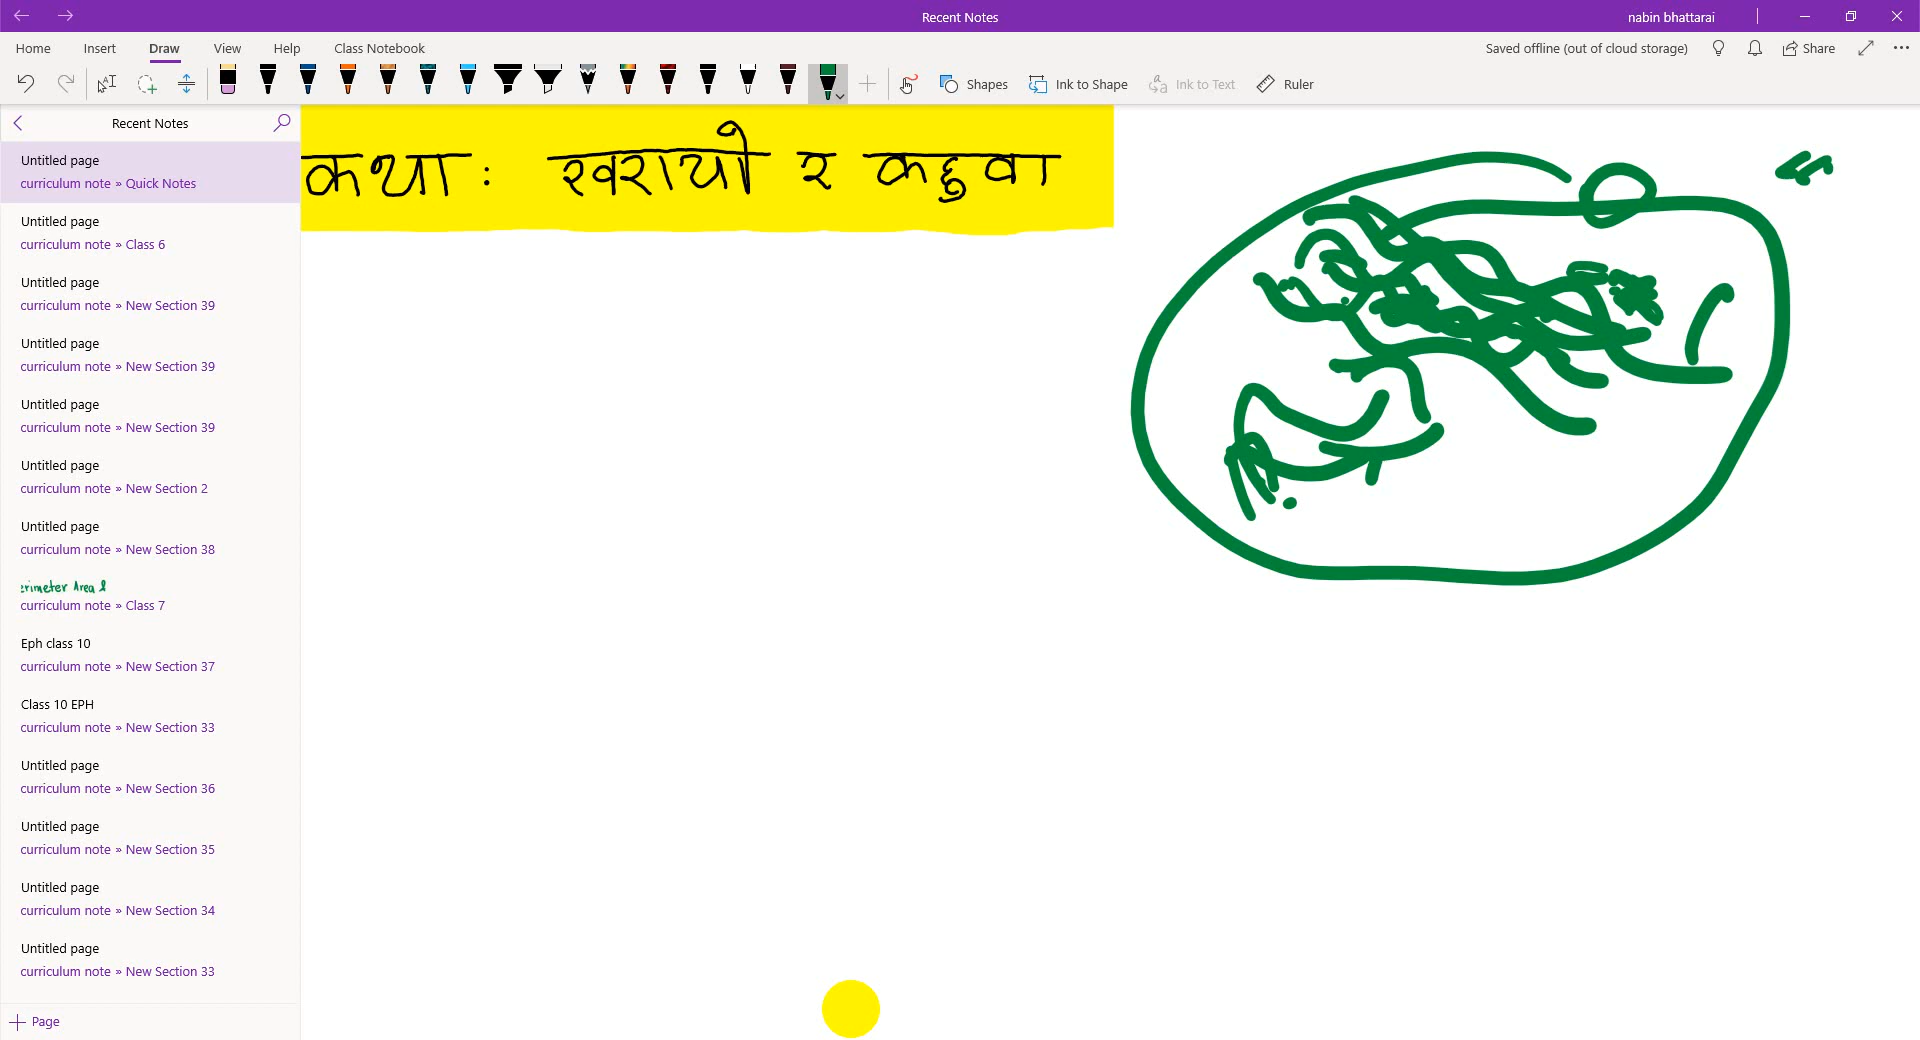 Recent Notes
nabin bhattarai
Home Insert Draw View Help Class Notebook
Saved offline (out of cloud storage) Share
Shapes Ink to Shape Ink to Text Ruler
Recent Notes
Untitled page
curriculum note » Quick Notes
Untitled page
curriculum note » Class 6
Untitled page
curriculum note » New Section 39
Untitled page
curriculum note » New Section 39
Untitled page
curriculum note » New Section 39
Untitled page
curriculum note » New Section 2
Untitled page
curriculum note » New Section 38
erimeter Area &
curriculum note » Class 7
Eph class 10
curriculum note » New Section 37
Class 10 EPH
curriculum note » New Section 33
Untitled page
curriculum note » New Section 36
Untitled page
curriculum note » New Section 35
Untitled page
curriculum note » New Section 34
Untitled page
curriculum note » New Section 33
Page
कथा : खरायो र कछुवा